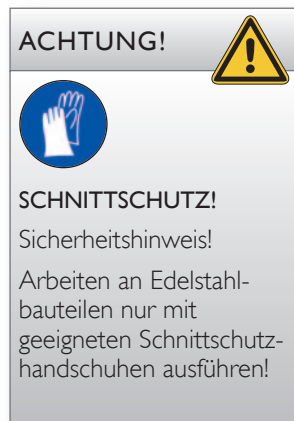 ACHTUNG!
SCHNITTSCHUTZ!
Sicherheitshinweis!
Arbeiten an Edelstahl-
bauteilen nur mit
geeigneten Schnittschutz-
handschuhen ausführen!